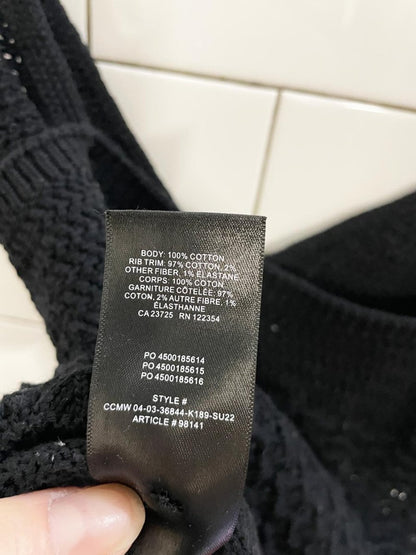 BODY: 100% COTTON
RIB TRIM: 97% COTTON, 2%
OTHER FIBER, 1% ELASTANE
CORPS: 100% COTON
GARNITURE CÔTELÉE: 97%
COTON, 2% AUTRE FIBRE, 1%
ÉLASTHANNE
CA 23725 RN 122354
PO 4500185614
PO 4500185615
PO 4500185616
STYLE #
CCMW 04-03-36844-K189-SU22
ARTICLE # 98141